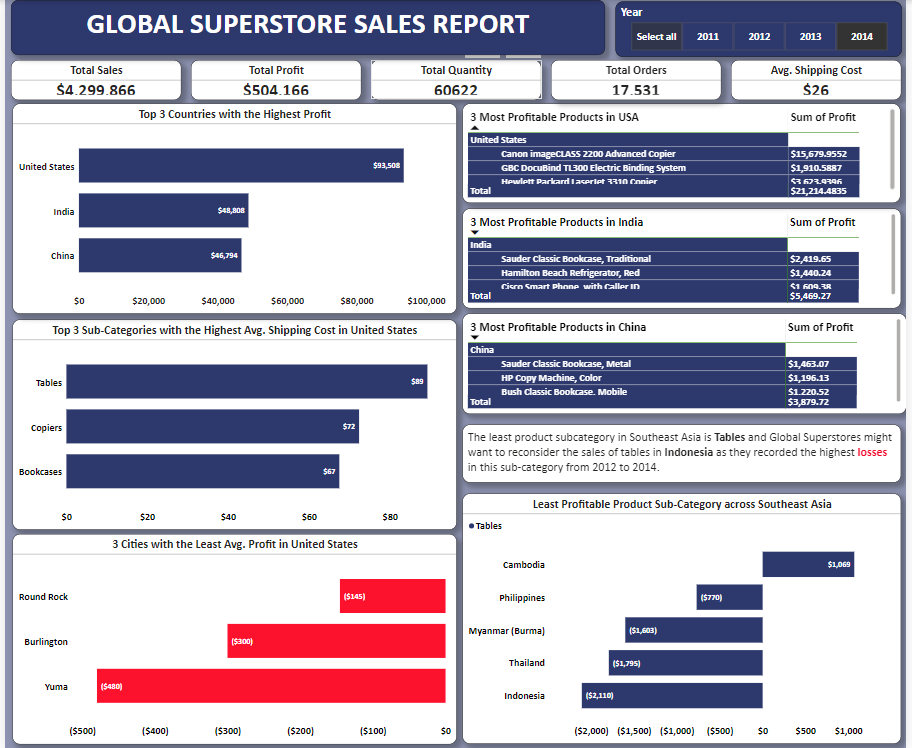 GLOBAL SUPERSTORE SALES REPORT
Year
Select all 2011 2012 2013 2014
Total Sales
$4,299,866
Total Profit
$504,166
Total Quantity
60622
Total Orders
17,531
Avg. Shipping Cost
$26
Top 3 Countries with the Highest Profit
United States $93,508
India $48,808
China $46,794
$0 $20,000 $40,000 $60,000 $80,000 $100,000
3 Most Profitable Products in USA Sum of Profit
United States
Canon imageCLASS 2200 Advanced Copier $15,679.9552
GBC DocuBind TL300 Electric Binding System $1,910.5887
Hewlett Packard LaserJet 3310 Copier $3,623.9396
Total $21,214.4835
3 Most Profitable Products in India Sum of Profit
India
Sauder Classic Bookcase, Traditional $2,419.65
Hamilton Beach Refrigerator, Red $1,440.24
Cisco Smart Phone, with Caller ID $1,609.38
Total $5,469.27
Top 3 Sub-Categories with the Highest Avg. Shipping Cost in United States
Tables $89
Copiers $72
Bookcases $67
$0 $20 $40 $60 $80
3 Most Profitable Products in China Sum of Profit
China
Sauder Classic Bookcase, Metal $1,463.07
HP Copy Machine, Color $1,196.13
Bush Classic Bookcase, Mobile $1,220.52
Total $3,879.72
The least product subcategory in Southeast Asia is Tables and Global Superstores might
want to reconsider the sales of tables in Indonesia as they recorded the highest losses
in this sub-category from 2012 to 2014.
3 Cities with the Least Avg. Profit in United States
Round Rock ($145)
Burlington ($300)
Yuma ($480)
($500) ($400) ($300) ($200) ($100) $0
Least Profitable Product Sub-Category across Southeast Asia
Tables
Cambodia $1,069
Philippines ($770)
Myanmar (Burma) ($1,603)
Thailand ($1,795)
Indonesia ($2,110)
($2,000) ($1,500) ($1,000) ($500) $0 $500 $1,000